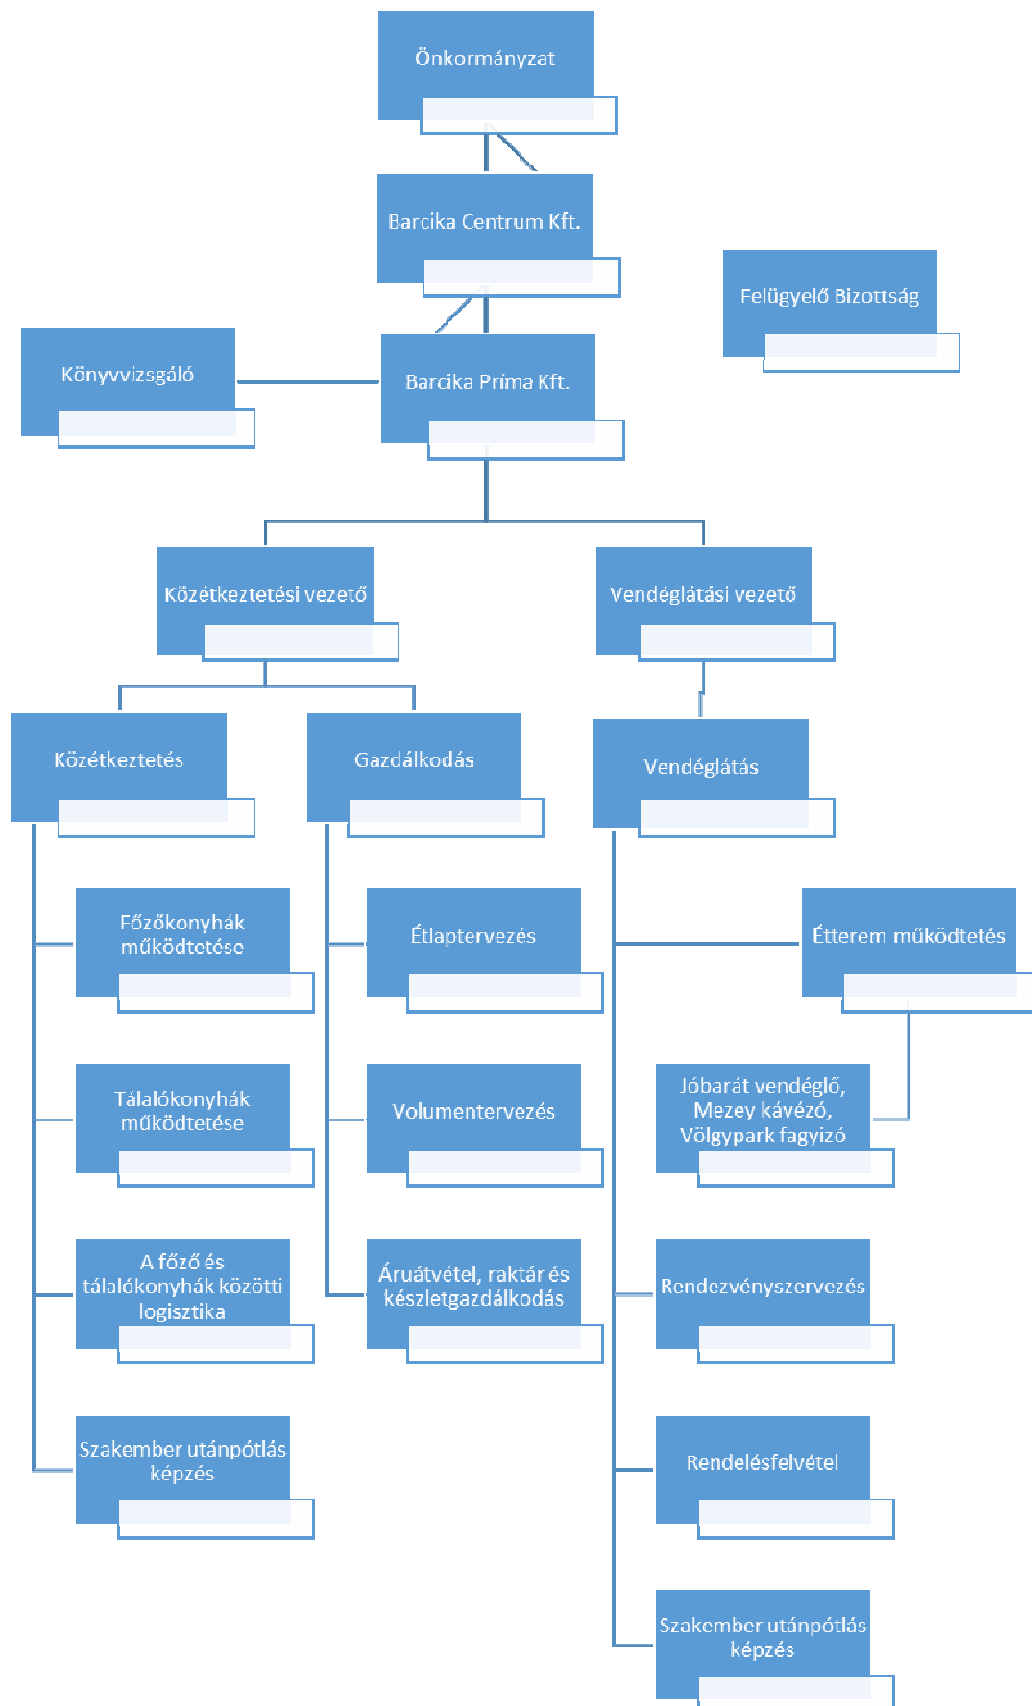 Önkormányzat
Barcika Centrum Kft.
Felügyelő Bizottság
Könyvvizsgáló
Barcika Príma Kft.
Közétkeztetési vezető
Vendéglátási vezető
Közétkeztetés
Gazdálkodás
Vendéglátás
Főzőkonyhák
működtetése
Étlaptervezés
Étterem működtetés
Tálalókonyhák
működtetése
Volumentervezés
Jóbarát vendéglő,
Mezey kávézó,
Völgypark fagyizó
A főző és
tálalókonyhák közötti
logisztika
Áruátvétel, raktár és
készletgazdálkodás
Rendezvényszervezés
Szakember utánpótlás
képzés
Rendelésfelvétel
Szakember utánpótlás
képzés